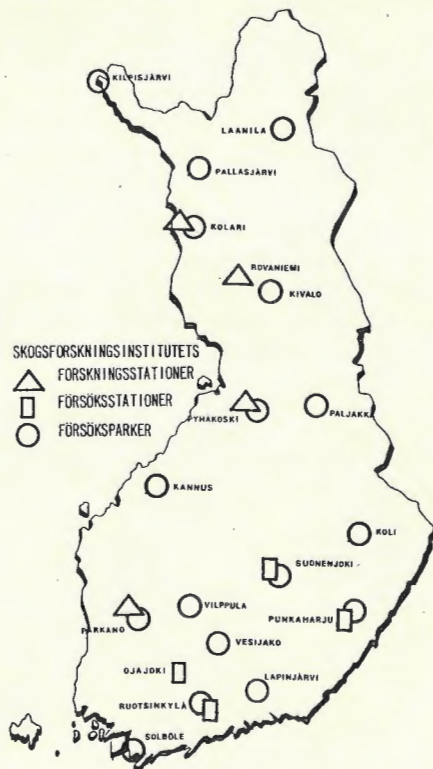 KILPISJÄRVI
LAANILA
PALLASJÄRVI
KOLARI
ROVANIEMI
KIVALO
SKOGSFORSKNINGSINSTITUTETS
FORSKNINGSSTATIONER
FÖRSÖKSSTATIONER
FÖRSÖKSPARKER
PYHÄKOSKI
PALJAKKA
KANNUS
KOLI
SUONENJOKI
VILPPULA
PUNKAHARJU
PARKANO
VESIJAKO
OJAJOKI
LAPINJÄRVI
RUOTSINKYLÄ
SOLBÖLE